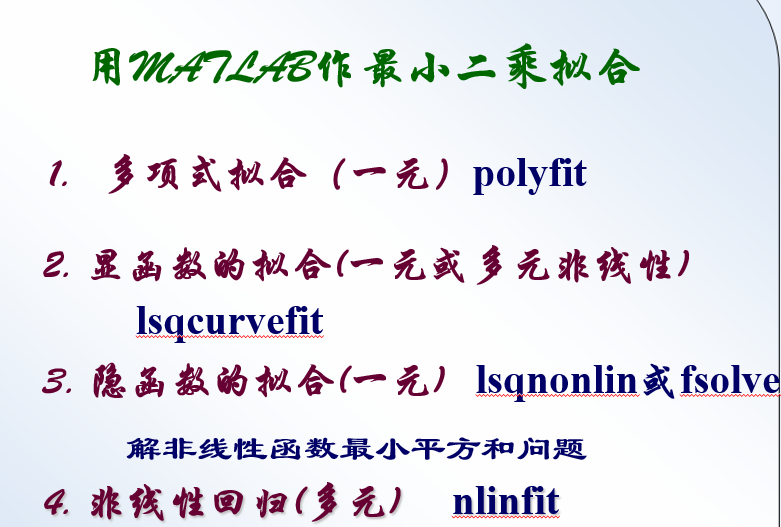 用MATLAB作最小二乘拟合
1. 多项式拟合（一元）polyfit
2. 显函数的拟合(一元或多元非线性)
lsqcurvefit
3. 隐函数的拟合(一元) lsqnonlin或fsolve
解非线性函数最小平方和问题
4. 非线性回归(多元) nlinfit